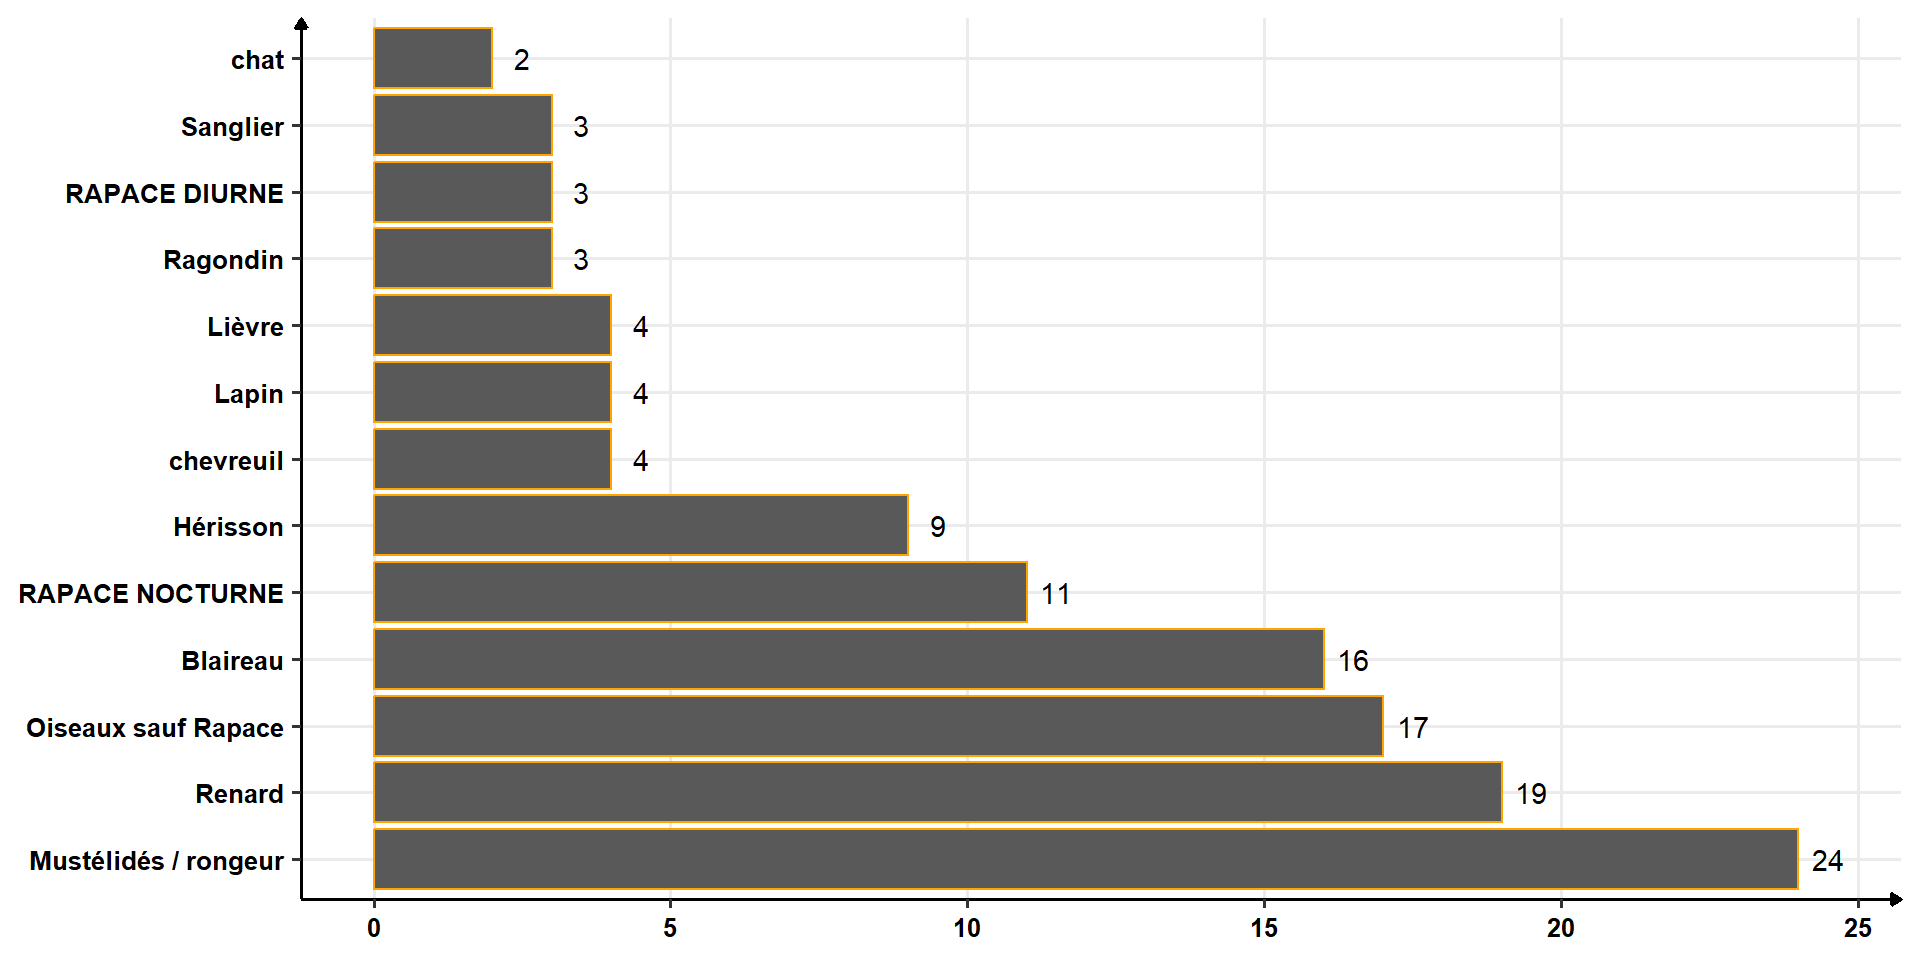 chat 2
Sanglier 3
RAPACE DIURNE 3
Ragondin 3
Lièvre 4
Lapin 4
chevreuil 4
Hérisson 9
RAPACE NOCTURNE 11
Blaireau 16
Oiseaux sauf Rapace 17
Renard 19
Mustélidés / rongeur 24
0 5 10 15 20 25